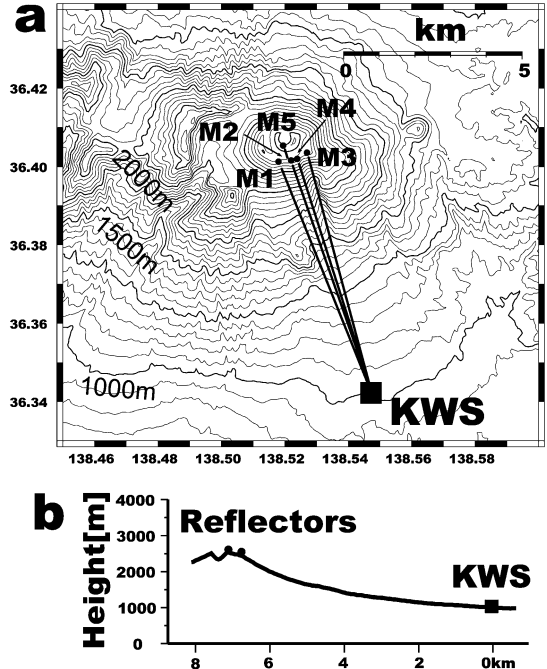 a
km
0 5
36.42
36.40
36.38
36.36
36.34
M4
M5
M2
M3
M1
2000m
1500m
1000m
KWS
138.46 138.48 138.50 138.52 138.54 138.56 138.58
b
Height[m]
4000
3000
2000
1000
0
Reflectors
KWS
8 6 4 2 0km